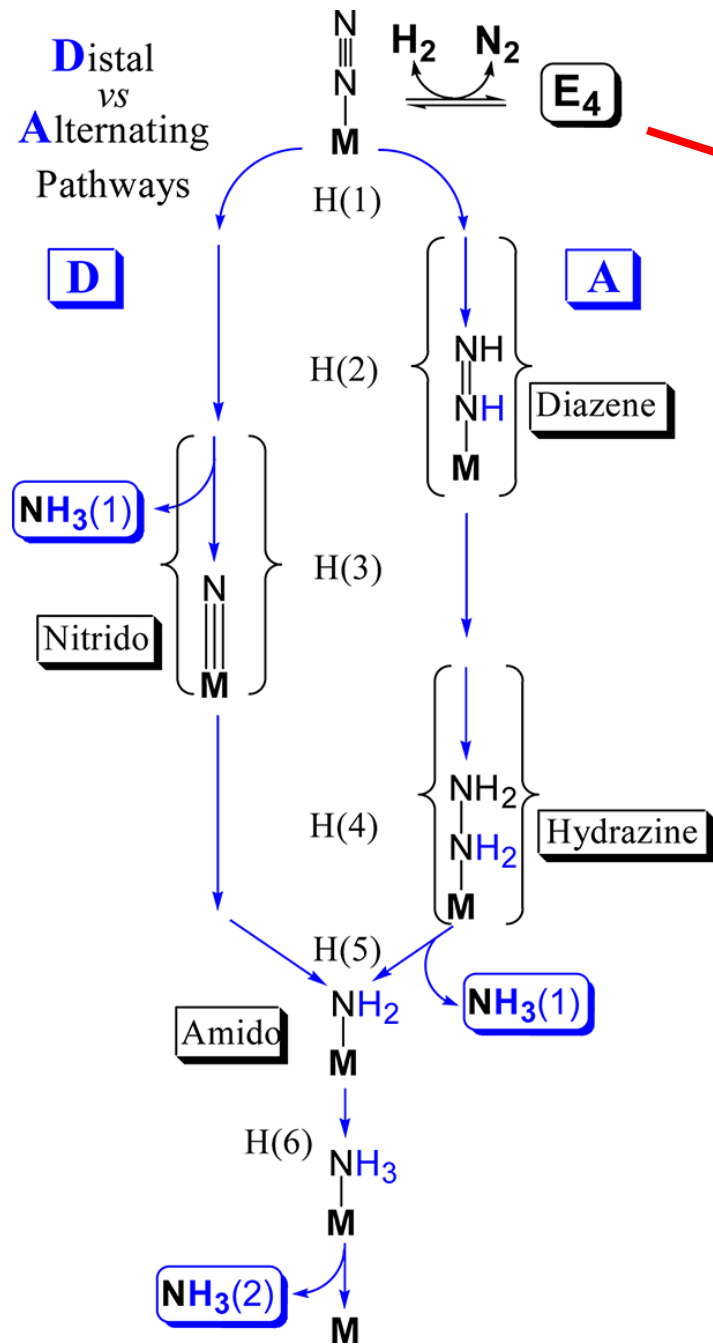 Distal
vs
Alternating
Pathways
N
N
M
H2
N2
E4
H(1)
D
A
H(2)
NH
NH
M
Diazene
NH3(1)
H(3)
N
M
Nitrido
H(4)
NH2
NH2
M
Hydrazine
H(5)
NH3(1)
NH2
M
Amido
H(6)
NH3
M
NH3(2)
M